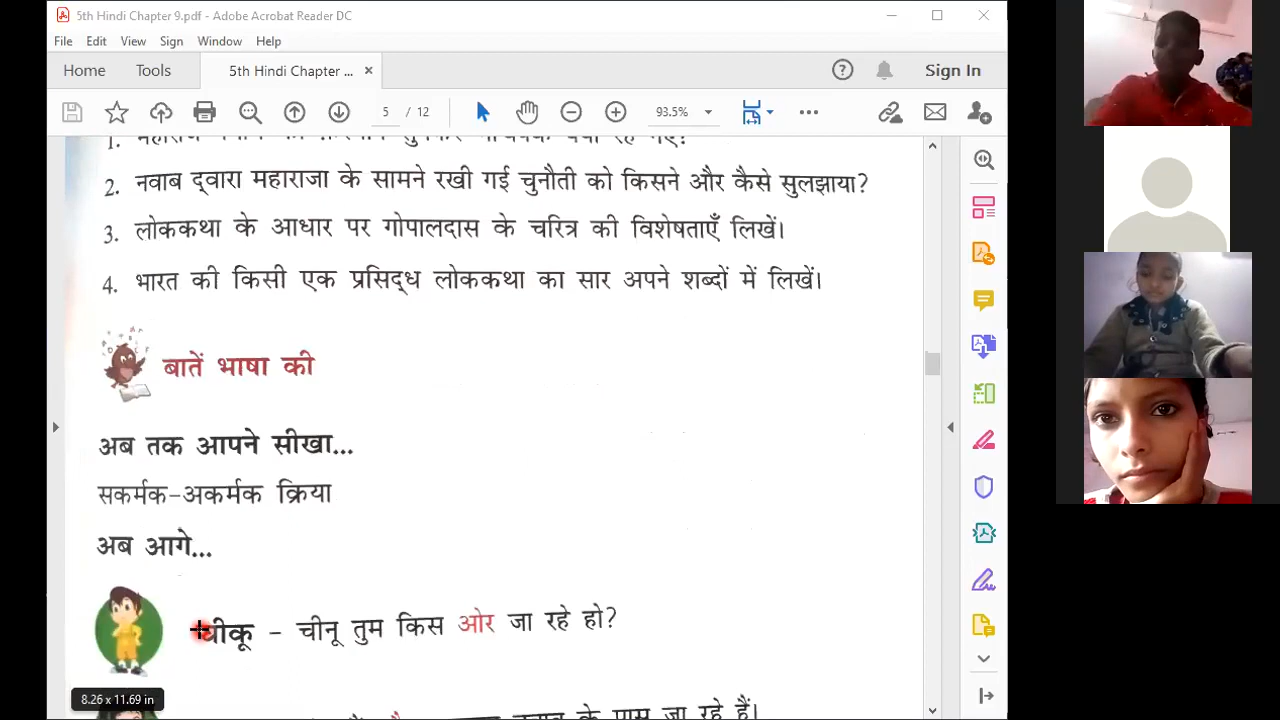 5th Hindi Chapter 9.pdf - Adobe Acrobat Reader DC
File Edit View Sign Window Help
Home Tools 5th Hindi Chapter ... × Sign In
5 / 12 93.5%
2. नवाब द्वारा महाराजा के सामने रखी गई चुनौती को किसने और कैसे सुलझाया?
3. लोककथा के आधार पर गोपालदास के चरित्र की विशेषताएँ लिखें।
4. भारत की किसी एक प्रसिद्ध लोककथा का सार अपने शब्दों में लिखें।
बातें भाषा की
अब तक आपने सीखा...
सकर्मक-अकर्मक क्रिया
अब आगे...
चीकू - चीनू तुम किस ओर जा रहे हो?
के पास जा रहे हैं।
8.26 x 11.69 in